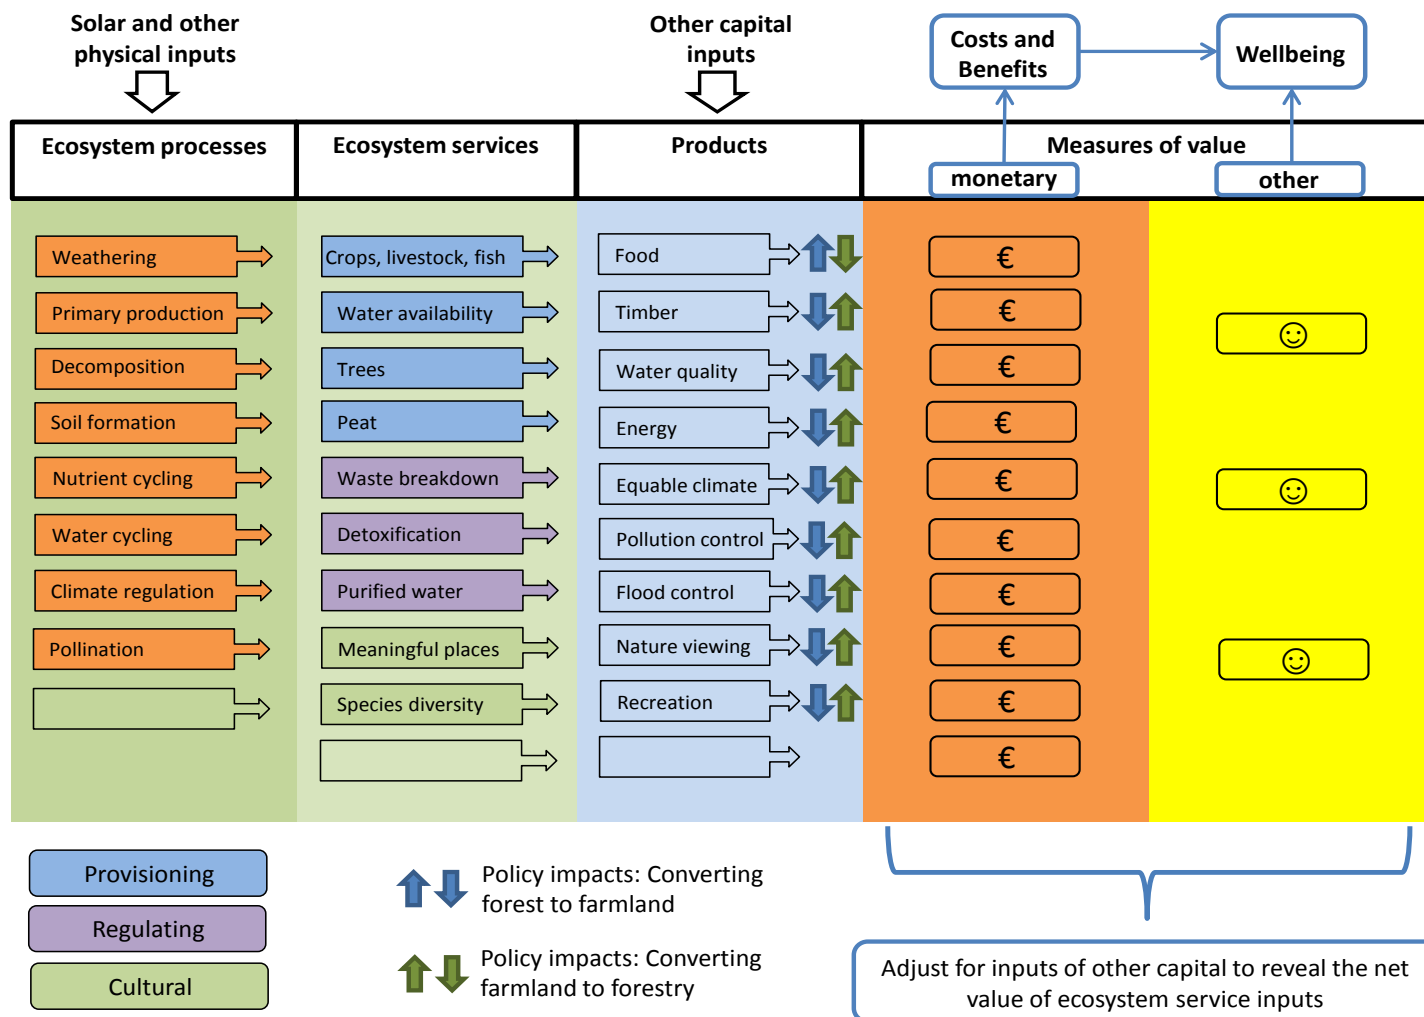 Solar and other
physical inputs
Other capital
inputs
Costs and
Benefits
Wellbeing
Ecosystem processes
Ecosystem services
Products
Measures of value
monetary
other
Weathering
Crops, livestock, fish
Food
€
Primary production
Water availability
Timber
€
☺
Decomposition
Trees
Water quality
€
Soil formation
Peat
Energy
€
Nutrient cycling
Waste breakdown
Equable climate
€
☺
Water cycling
Detoxification
Pollution control
€
Climate regulation
Purified water
Flood control
€
Pollination
Meaningful places
Nature viewing
€
☺
Species diversity
Recreation
€
€
Provisioning
Regulating
Cultural
Policy impacts: Converting
forest to farmland
Policy impacts: Converting
farmland to forestry
Adjust for inputs of other capital to reveal the net
value of ecosystem service inputs